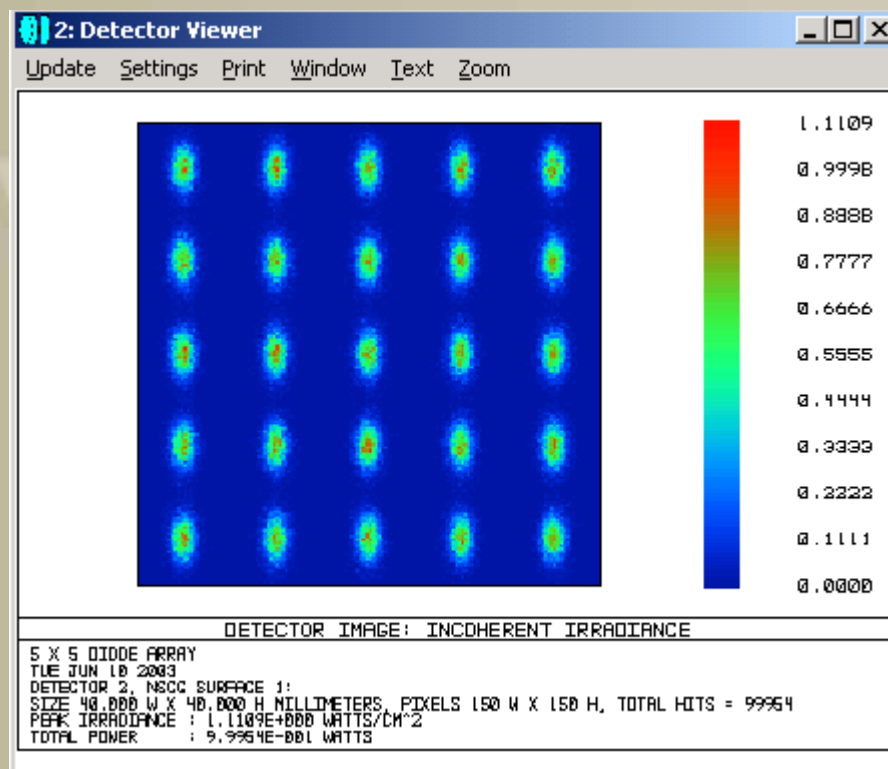 2: Detector Viewer
Update Settings Print Window Text Zoom
1.1109
0.9998
0.8888
0.7777
0.6666
0.5555
0.4444
0.3333
0.2222
0.1111
0.0000
DETECTOR IMAGE: INCOHERENT IRRADIANCE
5 X 5 DIODE ARRAY
TUE JUN 10 2003
DETECTOR 2, NSCG SURFACE 1:
SIZE 40.000 W X 40.000 H MILLIMETERS, PIXELS 150 W X 150 H, TOTAL HITS = 99954
PEAK IRRADIANCE : 1.1109E+000 WATTS/CM^2
TOTAL POWER : 9.9954E-001 WATTS